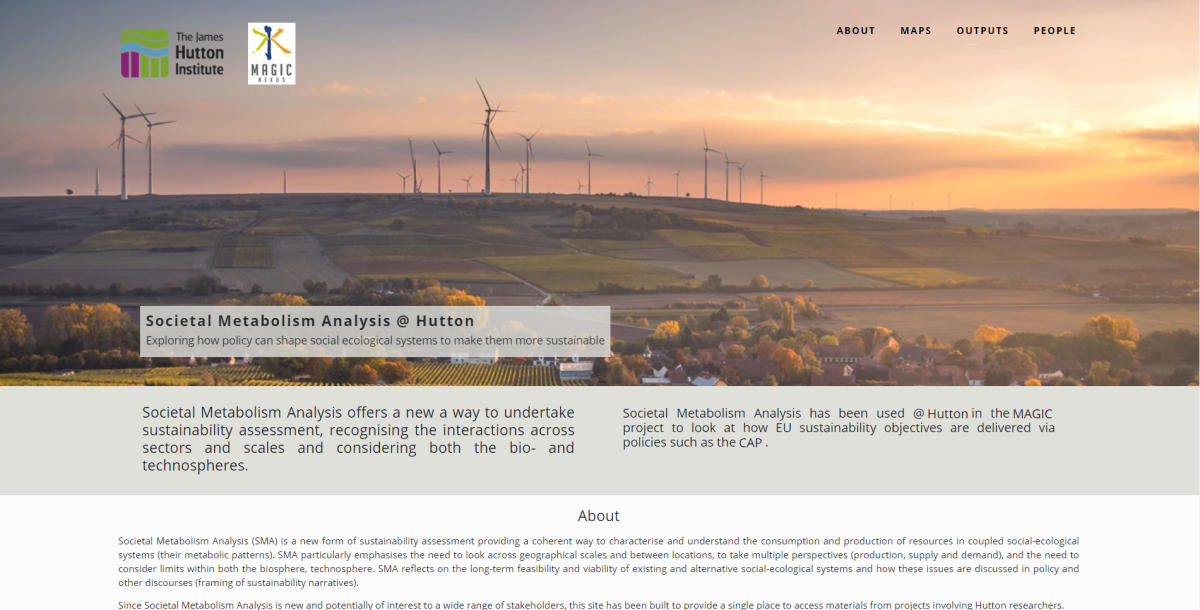 The James
Hutton
Institute
MAGIC
NEXUS
ABOUT MAPS OUTPUTS PEOPLE
Societal Metabolism Analysis @ Hutton
Exploring how policy can shape social ecological systems to make them more sustainable
Societal Metabolism Analysis offers a new a way to undertake
sustainability assessment, recognising the interactions across
sectors and scales and considering both the bio- and
technospheres.
Societal Metabolism Analysis has been used @ Hutton in the MAGIC
project to look at how EU sustainability objectives are delivered via
policies such as the CAP .
About
Societal Metabolism Analysis (SMA) is a new form of sustainability assessment providing a coherent way to characterise and understand the consumption and production of resources in coupled social-ecological
systems (their metabolic patterns). SMA particularly emphasises the need to look across geographical scales and between locations, to take multiple perspectives (production, supply and demand), and the need to
consider limits within both the biosphere, technosphere. SMA reflects on the long-term feasibility and viability of existing and alternative social-ecological systems and how these issues are discussed in policy and
other discourses (framing of sustainability narratives).
Since Societal Metabolism Analysis is new and potentially of interest to a wide range of stakeholders, this site has been built to provide a single place to access materials from projects involving Hutton researchers.